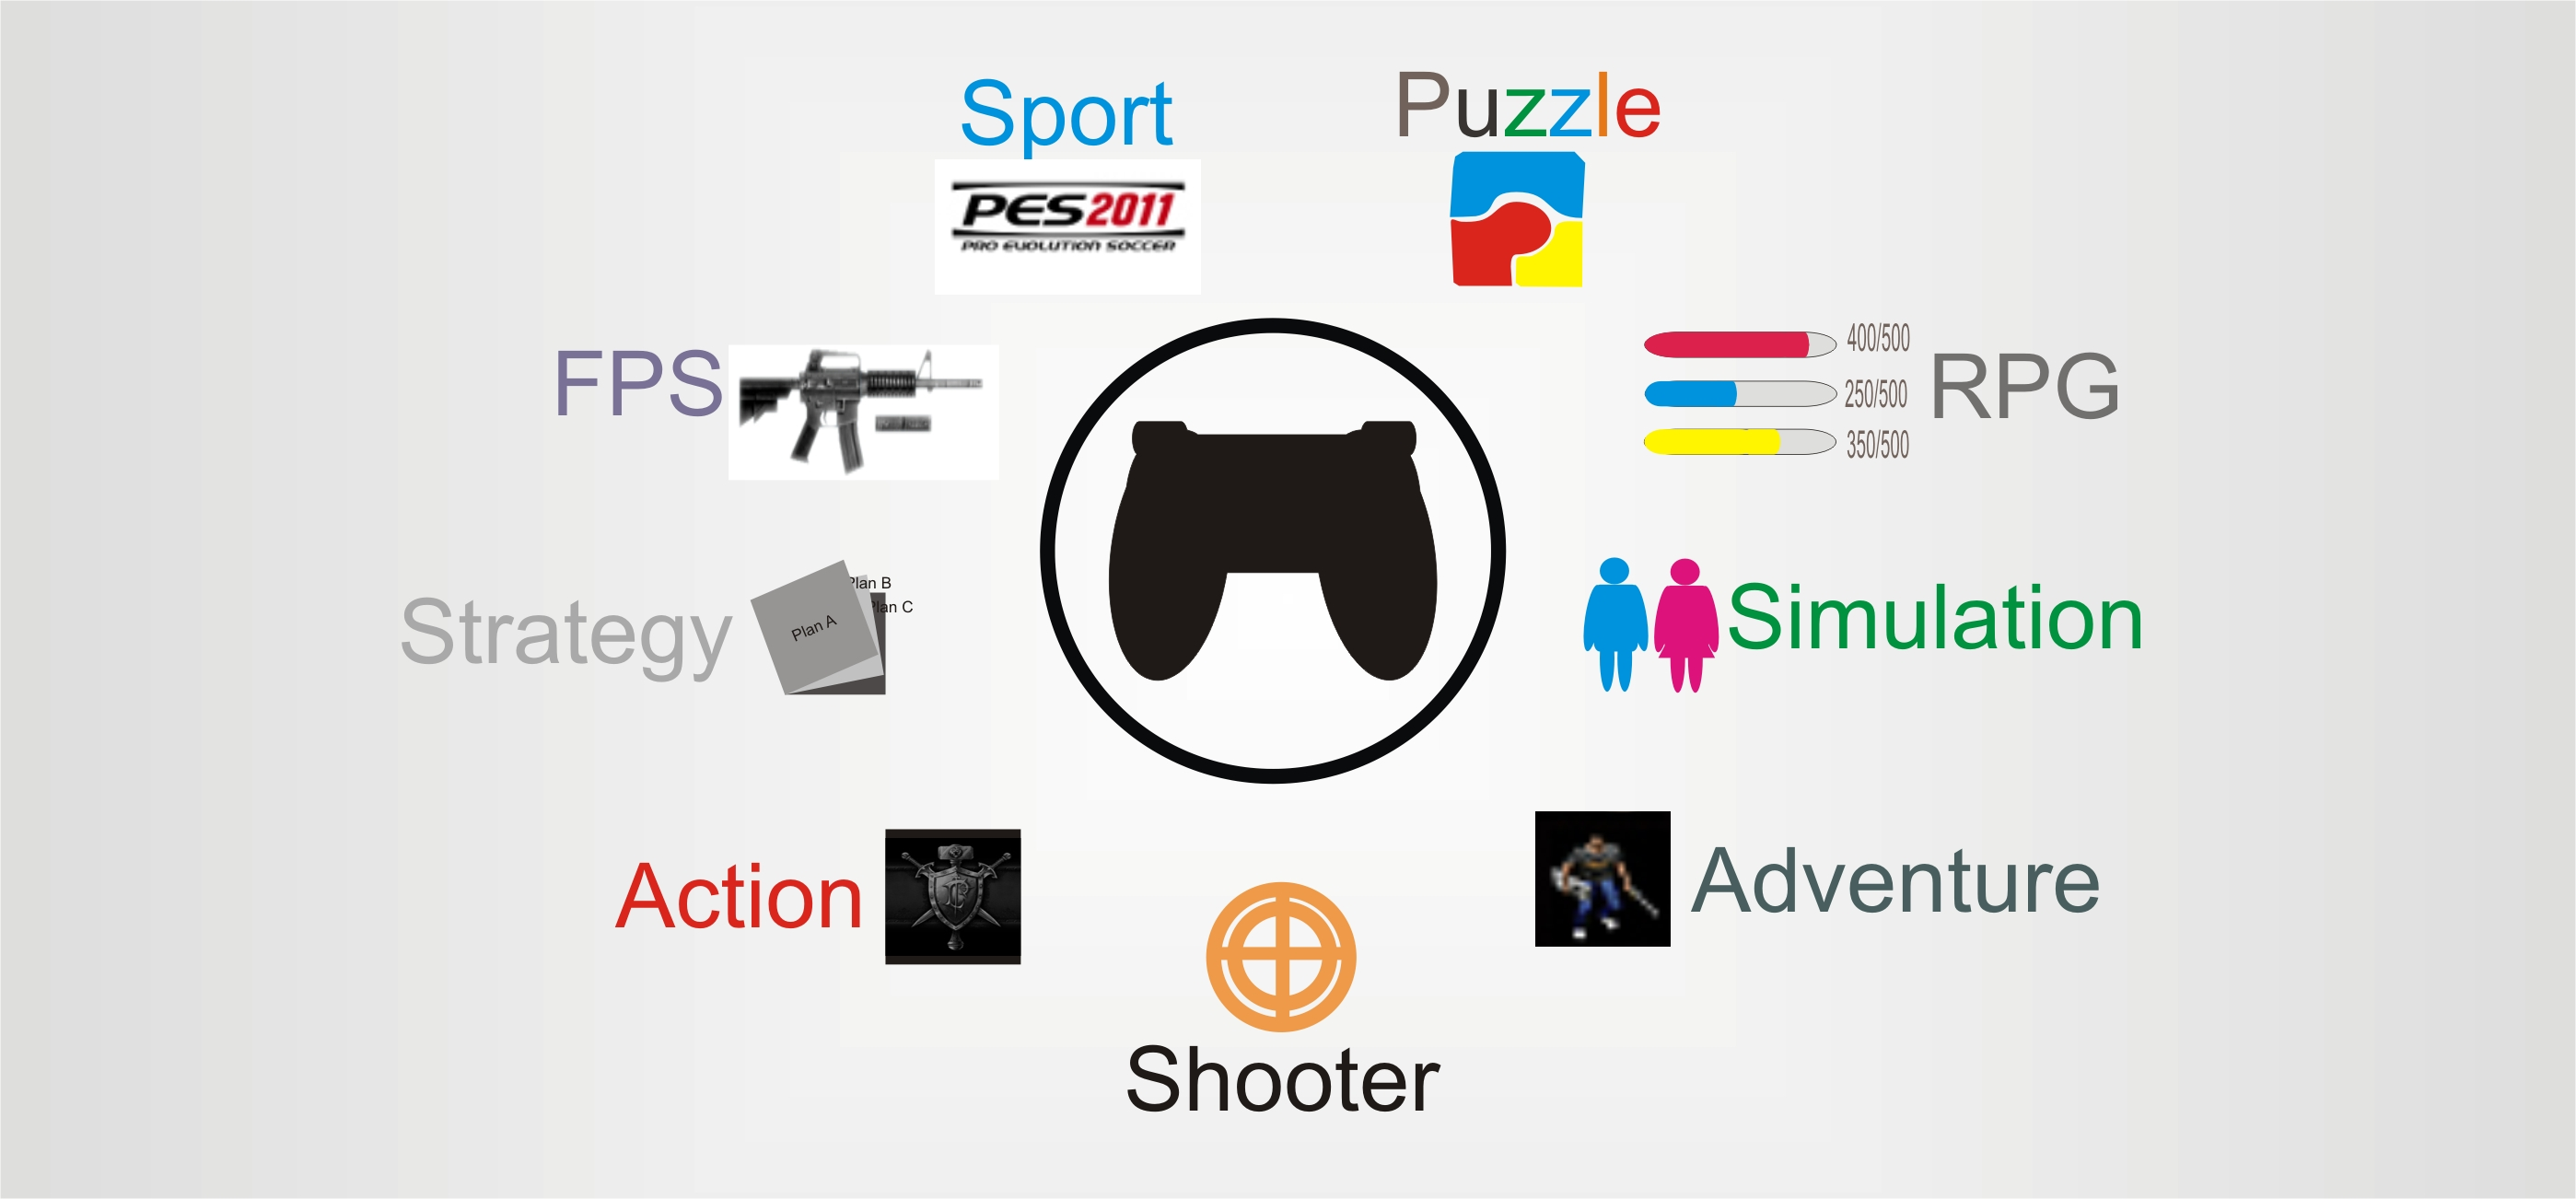 Sport
Puzzle
PES2011
PRO EVOLUTION SOCCER
FPS
400/500
250/500
350/500
RPG
Strategy
Plan A
Plan B
Plan C
Simulation
Action
Adventure
Shooter